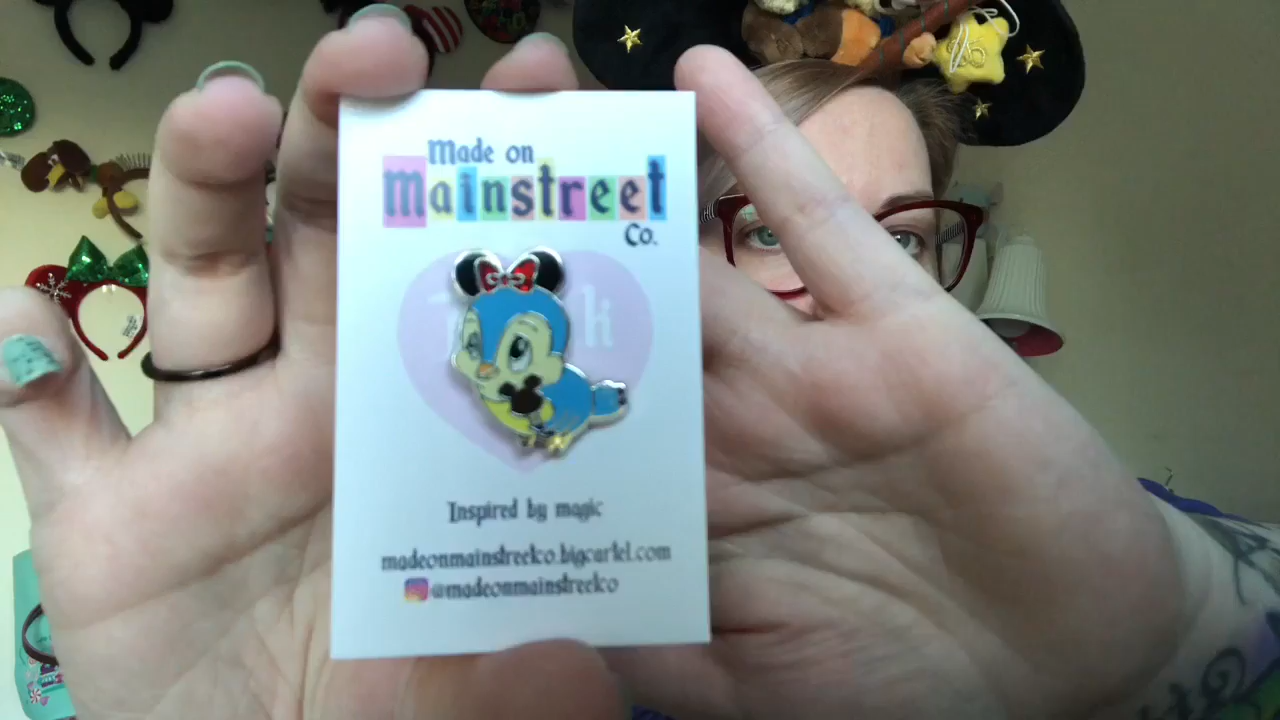 Made on
mainstreet
Co.
Inspired by magic
madeonmainstreetco.bigcartel.com
@madeonmainstreetco